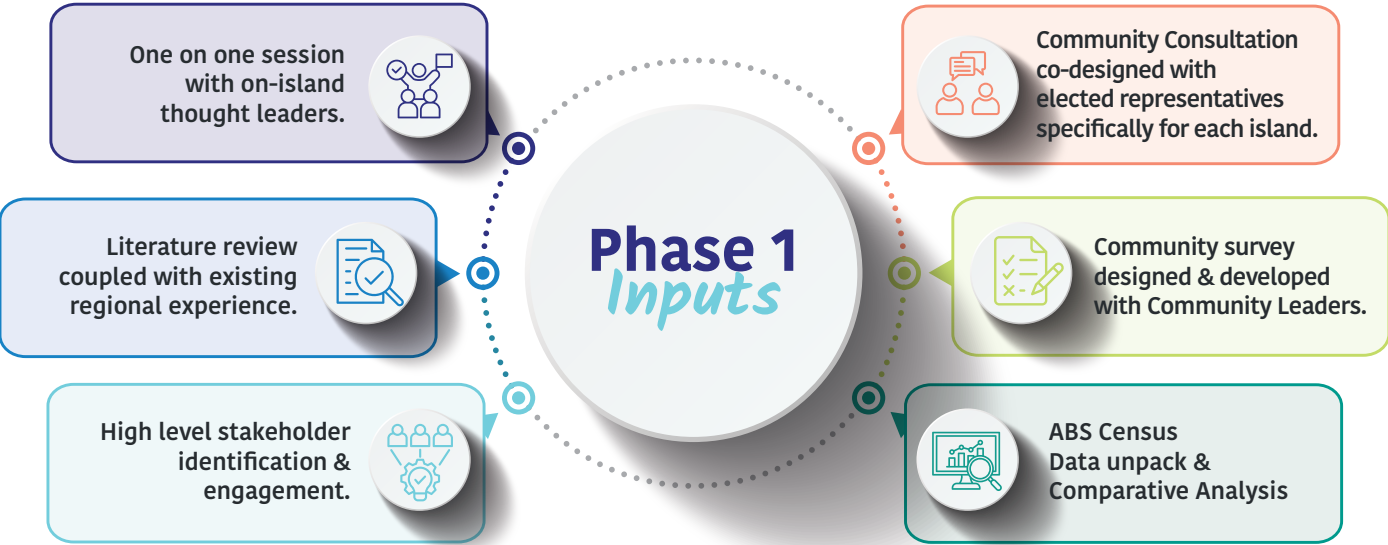 One on one session
with on-island
thought leaders.
Literature review
coupled with existing
regional experience.
High level stakeholder
identification &
engagement.
Phase 1
Inputs
Community Consultation
co-designed with
elected representatives
specifically for each island.
Community survey
designed & developed
with Community Leaders.
ABS Census
Data unpack &
Comparative Analysis